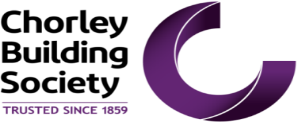 Chorley
Building
Society
TRUSTED SINCE 1859